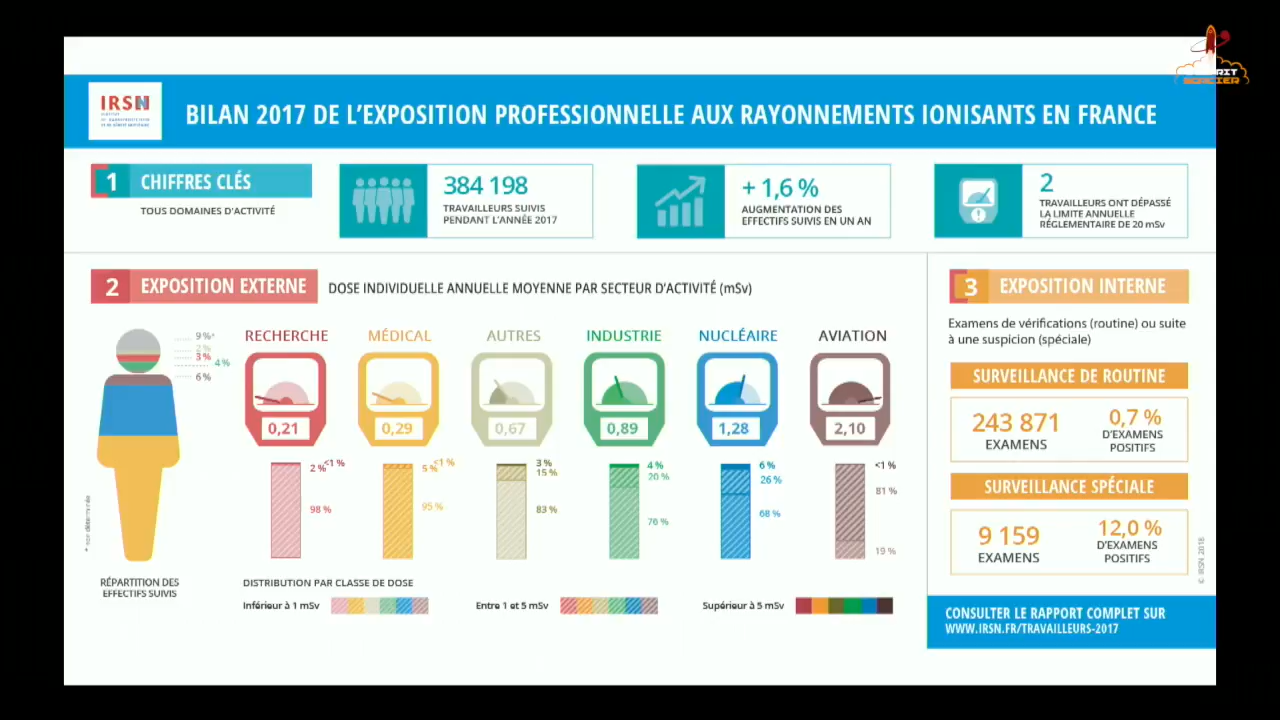 IRSN
BILAN 2017 DE L'EXPOSITION PROFESSIONNELLE AUX RAYONNEMENTS IONISANTS EN FRANCE
1 CHIFFRES CLÉS
TOUS DOMAINES D'ACTIVITÉ
384 198
TRAVAILLEURS SUIVIS
PENDANT L'ANNÉE 2017
+ 1,6 %
AUGMENTATION DES
EFFECTIFS SUIVIS EN UN AN
2
TRAVAILLEURS ONT DÉPASSÉ
LA LIMITE ANNUELLE
RÉGLEMENTAIRE DE 20 mSv
2 EXPOSITION EXTERNE
DOSE INDIVIDUELLE ANNUELLE MOYENNE PAR SECTEUR D'ACTIVITÉ (mSv)
9 %*
2 %
3 %
4 %
6 %
* non déterminé
RÉPARTITION DES
EFFECTIFS SUIVIS
RECHERCHE MÉDICAL AUTRES INDUSTRIE NUCLÉAIRE AVIATION
0,21 0,29 0,67 0,89 1,28 2,10
2 % <1 % 5 % <1 % 3 % 4 % 6 % <1 %
15 % 20 % 26 % 81 %
98 % 95 % 83 % 76 % 68 % 19 %
DISTRIBUTION PAR CLASSE DE DOSE
Inférieur à 1 mSv Entre 1 et 5 mSv Supérieur à 5 mSv
3 EXPOSITION INTERNE
Examens de vérifications (routine) ou suite
à une suspicion (spéciale)
SURVEILLANCE DE ROUTINE
243 871
EXAMENS
0,7 %
D'EXAMENS
POSITIFS
SURVEILLANCE SPÉCIALE
9 159
EXAMENS
12,0 %
D'EXAMENS
POSITIFS
© IRSN 2018
CONSULTER LE RAPPORT COMPLET SUR
WWW.IRSN.FR/TRAVAILLEURS-2017